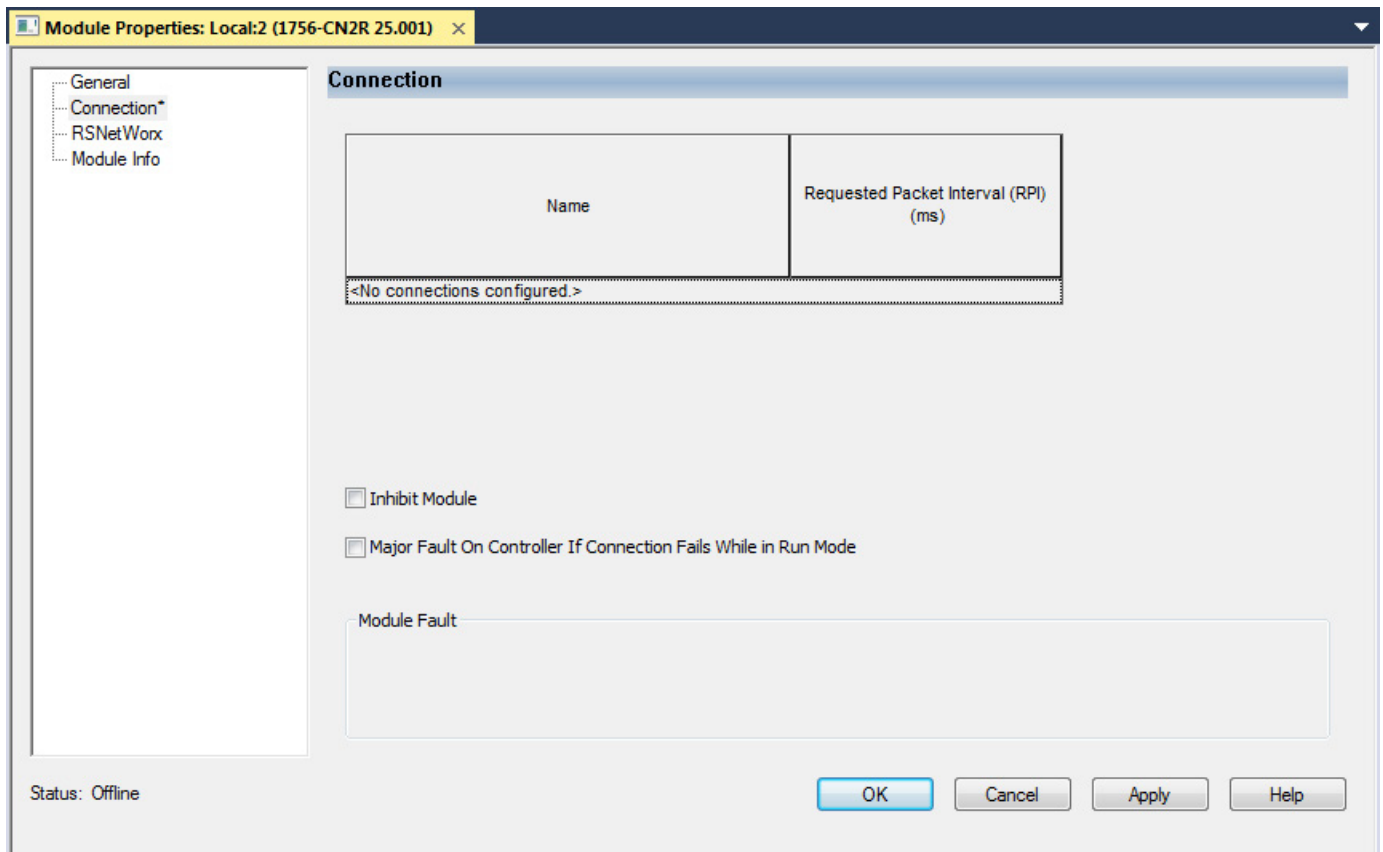 Module Properties: Local:2 (1756-CN2R 25.001)
General
Connection*
RSNetWorx
Module Info
Connection
Name
Requested Packet Interval (RPI)
(ms)
<No connections configured.>
Inhibit Module
Major Fault On Controller If Connection Fails While in Run Mode
Module Fault
Status: Offline
OK
Cancel
Apply
Help